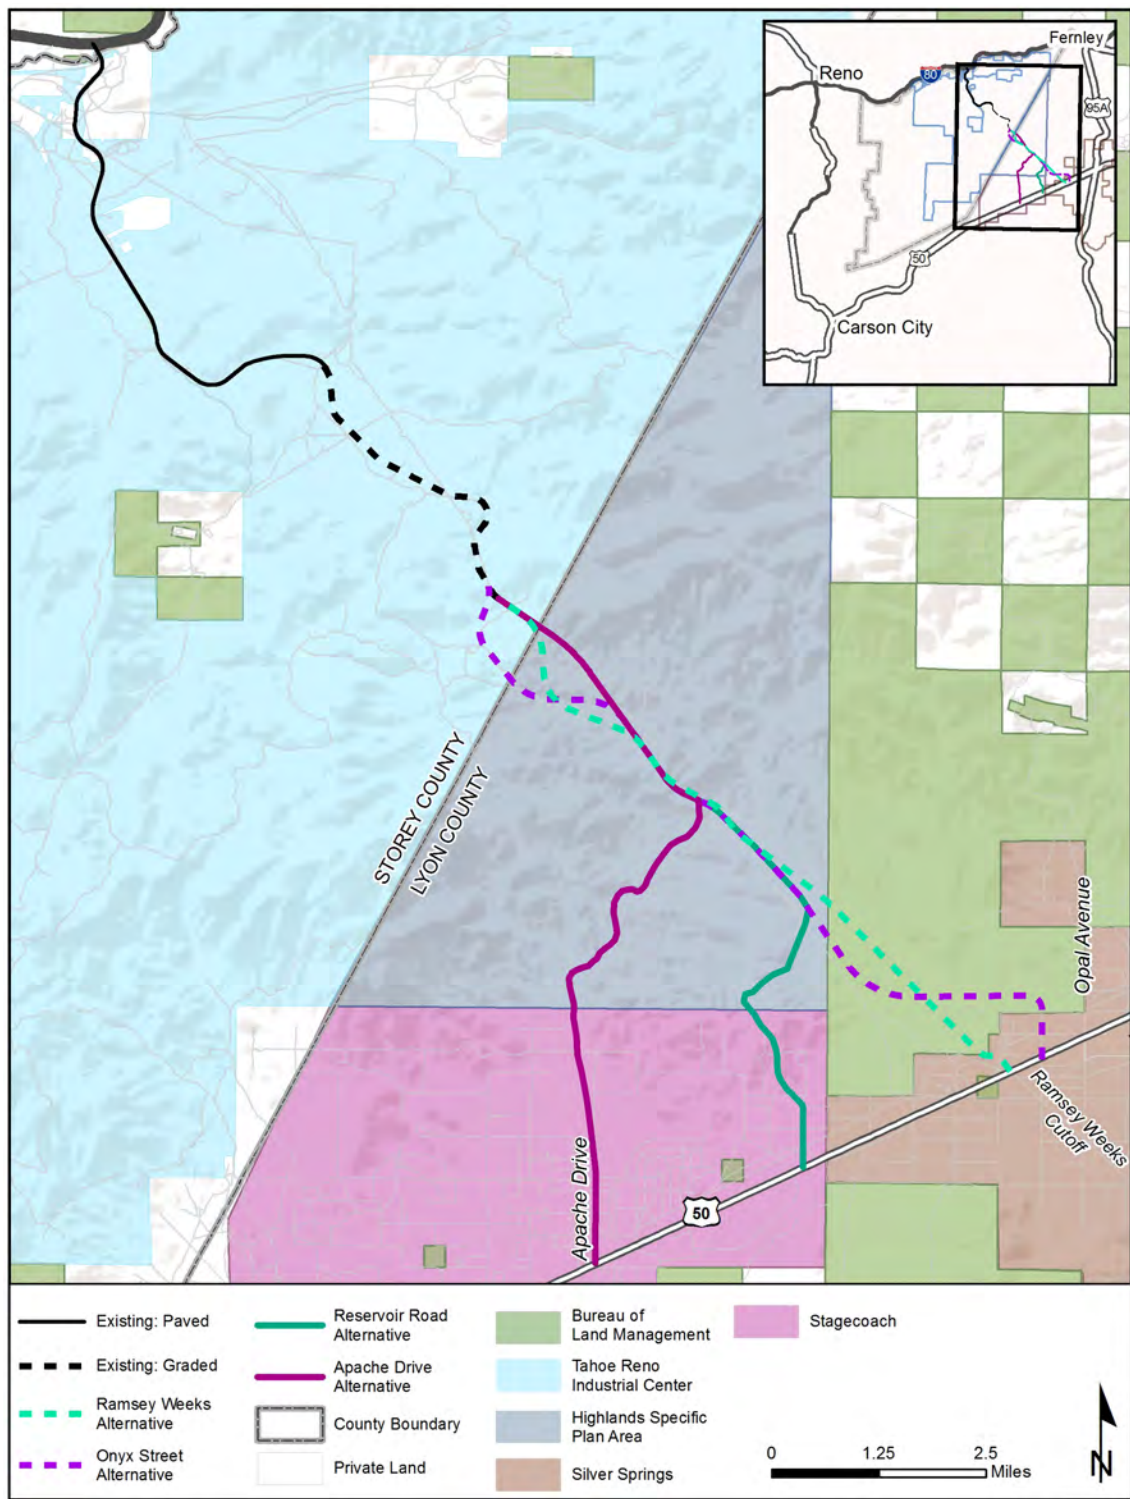 Fernley
Reno
80
95A
50
Carson City
STOREY COUNTY
LYON COUNTY
Opal Avenue
Ramsey Weeks
Cutoff
Apache Drive
50
Existing: Paved
Existing: Graded
Ramsey Weeks
Alternative
Onyx Street
Alternative
Reservoir Road
Alternative
Apache Drive
Alternative
County Boundary
Private Land
Bureau of
Land Management
Tahoe Reno
Industrial Center
Highlands Specific
Plan Area
Silver Springs
Stagecoach
0 1.25 2.5
Miles
N